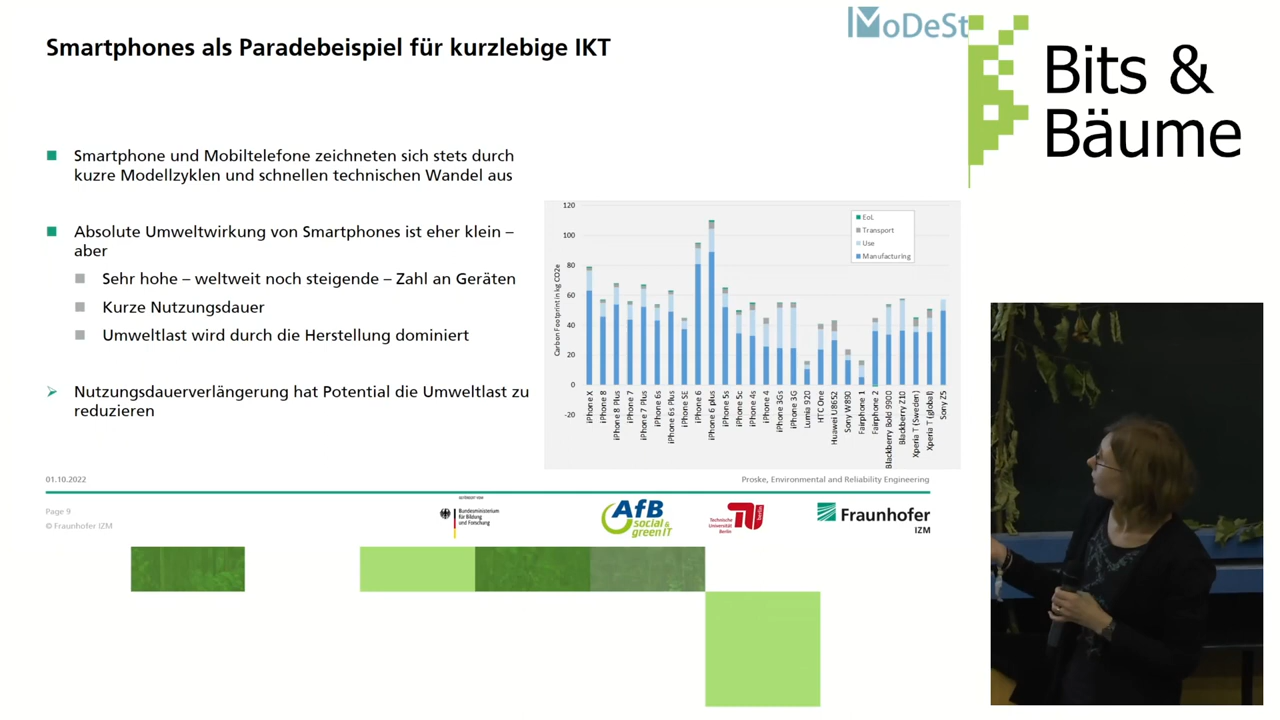 Smartphones als Paradebeispiel für kurzlebige IKT
MoDeSt
Bits &
Bäume
Smartphone und Mobiltelefone zeichneten sich stets durch
kuzre Modellzyklen und schnellen technischen Wandel aus
Absolute Umweltwirkung von Smartphones ist eher klein –
aber
Sehr hohe – weltweit noch steigende – Zahl an Geräten
Kurze Nutzungsdauer
Umweltlast wird durch die Herstellung dominiert
Nutzungsdauerverlängerung hat Potential die Umweltlast zu
reduzieren
Carbon Footprint in kg CO2e
120
100
80
60
40
20
0
-20
EoL
Transport
Use
Manufacturing
iPhone X
iPhone 8
iPhone 8 Plus
iPhone 7
iPhone 7 Plus
iPhone 6s
iPhone 6s Plus
iPhone SE
iPhone 6
iPhone 6 plus
iPhone 5s
iPhone 5c
iPhone 4s
iPhone 4
iPhone 3Gs
iPhone 3G
Lumia 920
HTC One
Huawei U8652
Sony W890
Fairphone 1
Fairphone 2
Blackberry Bold 9900
Blackberry Z10
Xperia T (Sweden)
Xperia T (global)
Sony Z5
01.10.2022
Proske, Environmental and Reliability Engineering
Page 9
© Fraunhofer IZM
GEFÖRDERT VOM
Bundesministerium
für Bildung
und Forschung
AfB
social &
green IT
Technische
Universität
Berlin
berlin
Fraunhofer
IZM